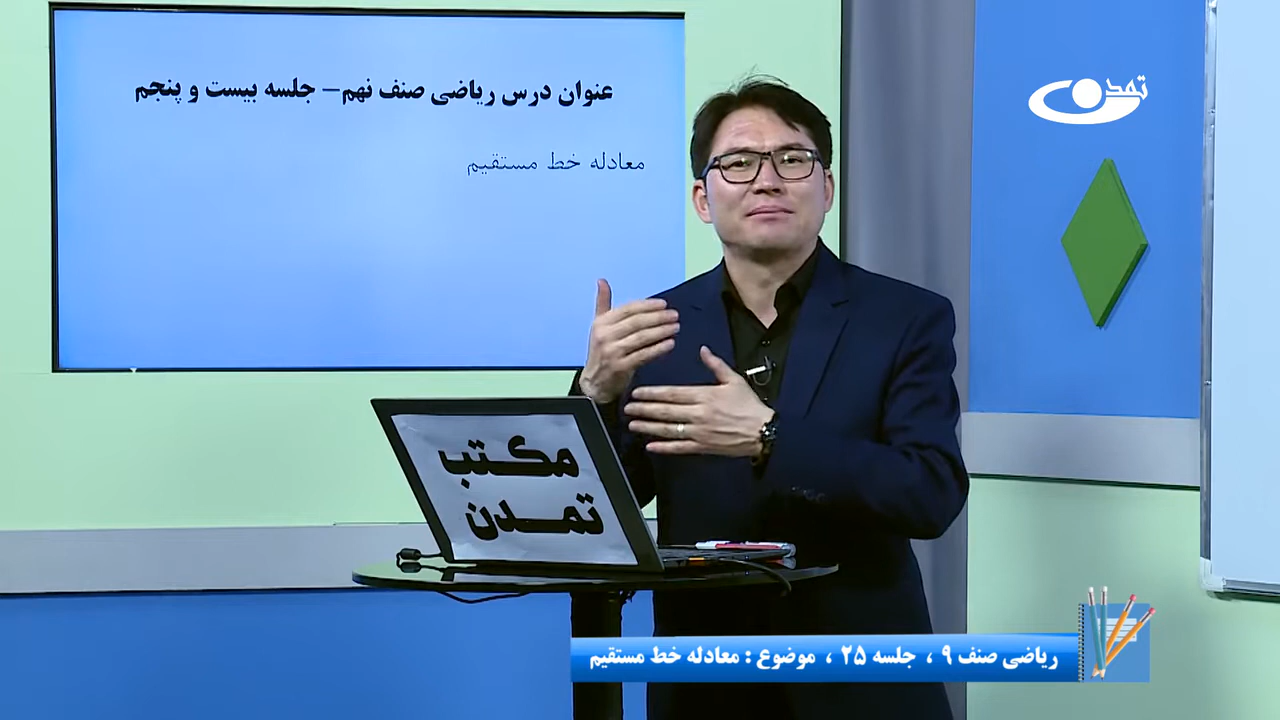 عنوان درس ریاضی صنف نهم- جلسه بیست و پنجم
معادله خط مستقیم
تمدن
مکتب
تمدن
ریاضی صنف ۹ ، جلسه ۲۵ ، موضوع : معادله خط مستقیم